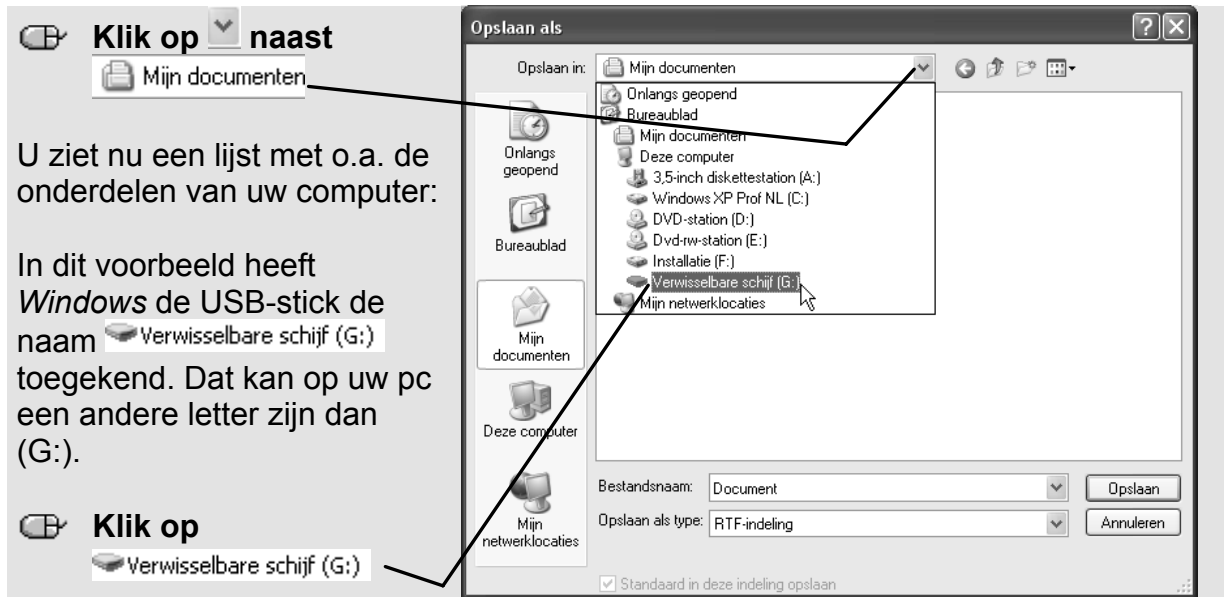 Klik op naast
Mijn documenten
U ziet nu een lijst met o.a. de
onderdelen van uw computer:
In dit voorbeeld heeft
Windows de USB-stick de
naam Verwisselbare schijf (G:)
toegekend. Dat kan op uw pc
een andere letter zijn dan
(G:).
Klik op
Verwisselbare schijf (G:)
Opslaan als
Opslaan in: Mijn documenten
Onlangs geopend
Bureaublad
Mijn documenten
Deze computer
3,5-inch diskettestation (A:)
Windows XP Prof NL (C:)
DVD-station (D:)
Dvd-rw-station (E:)
Installatie (F:)
Verwisselbare schijf (G:)
Mijn netwerklocaties
Onlangs
geopend
Bureaublad
Mijn
documenten
Deze computer
Mijn
netwerklocaties
Bestandsnaam: Document Opslaan
Opslaan als type: RTF-indeling Annuleren
Standaard in deze indeling opslaan